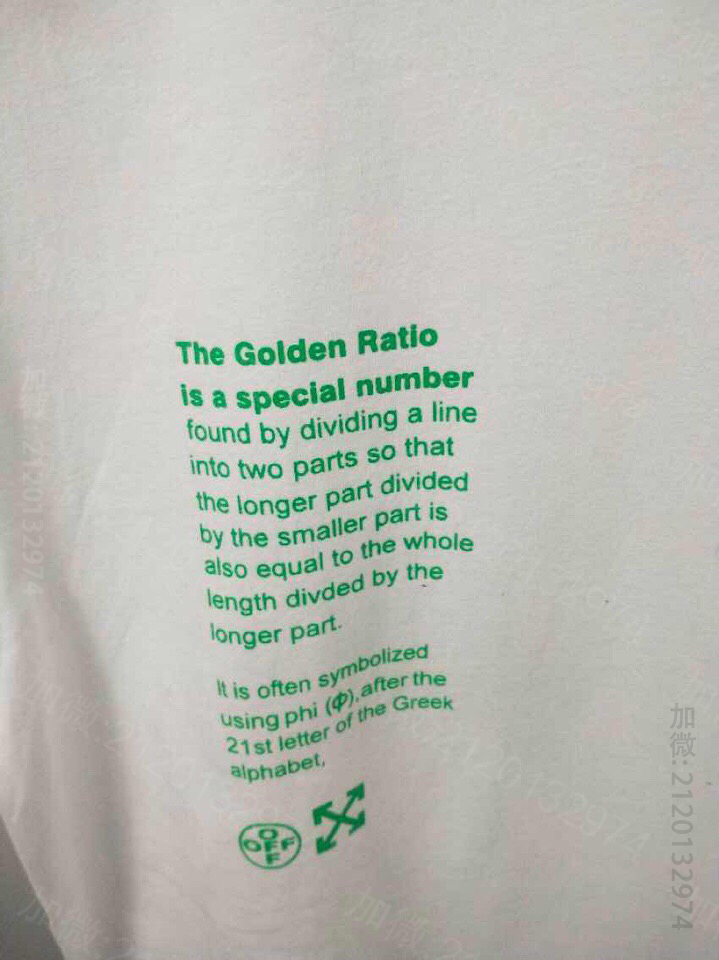 The Golden Ratio
is a special number
found by dividing a line
into two parts so that
the longer part divided
by the smaller part is
also equal to the whole
length divded by the
longer part.
It is often symbolized
using phi (Φ),after the
21st letter of the Greek
alphabet,
O
OFF
F
加微:2120132974